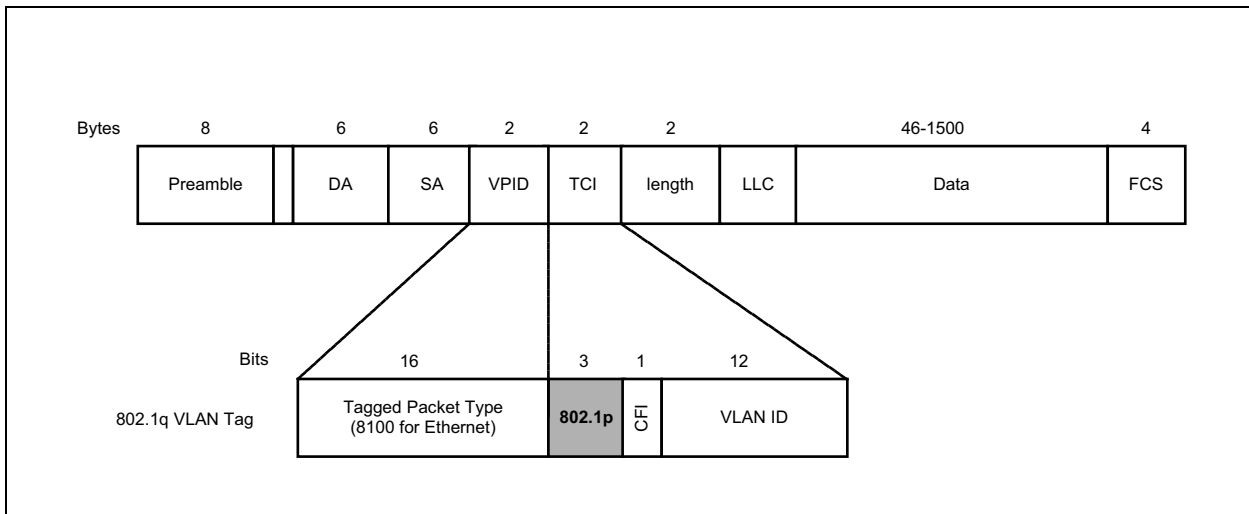 Bytes 8 6 6 2 2 2 46-1500 4
Preamble DA SA VPID TCI length LLC Data FCS
Bits 16 3 1 12
802.1q VLAN Tag
Tagged Packet Type
(8100 for Ethernet)
802.1p
CFI
VLAN ID